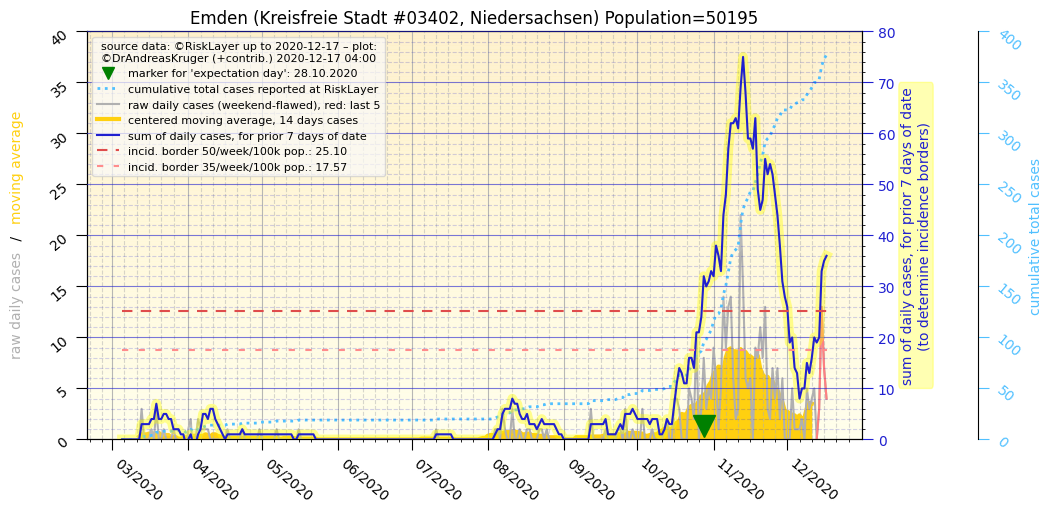 Emden (Kreisfreie Stadt #03402, Niedersachsen) Population=50195
source data: ©RiskLayer up to 2020-12-17 – plot:
©DrAndreasKruger (+contrib.) 2020-12-17 04:00
marker for 'expectation day': 28.10.2020
cumulative total cases reported at RiskLayer
raw daily cases (weekend-flawed), red: last 5
centered moving average, 14 days cases
sum of daily cases, for prior 7 days of date
incid. border 50/week/100k pop.: 25.10
incid. border 35/week/100k pop.: 17.57
raw daily cases / moving average
40
35
30
25
20
15
10
5
0
03/2020
04/2020
05/2020
06/2020
07/2020
08/2020
09/2020
10/2020
11/2020
12/2020
80
70
60
50
40
30
20
10
0
sum of daily cases, for prior 7 days of date
(to determine incidence borders)
400
350
300
250
200
150
100
50
0
cumulative total cases